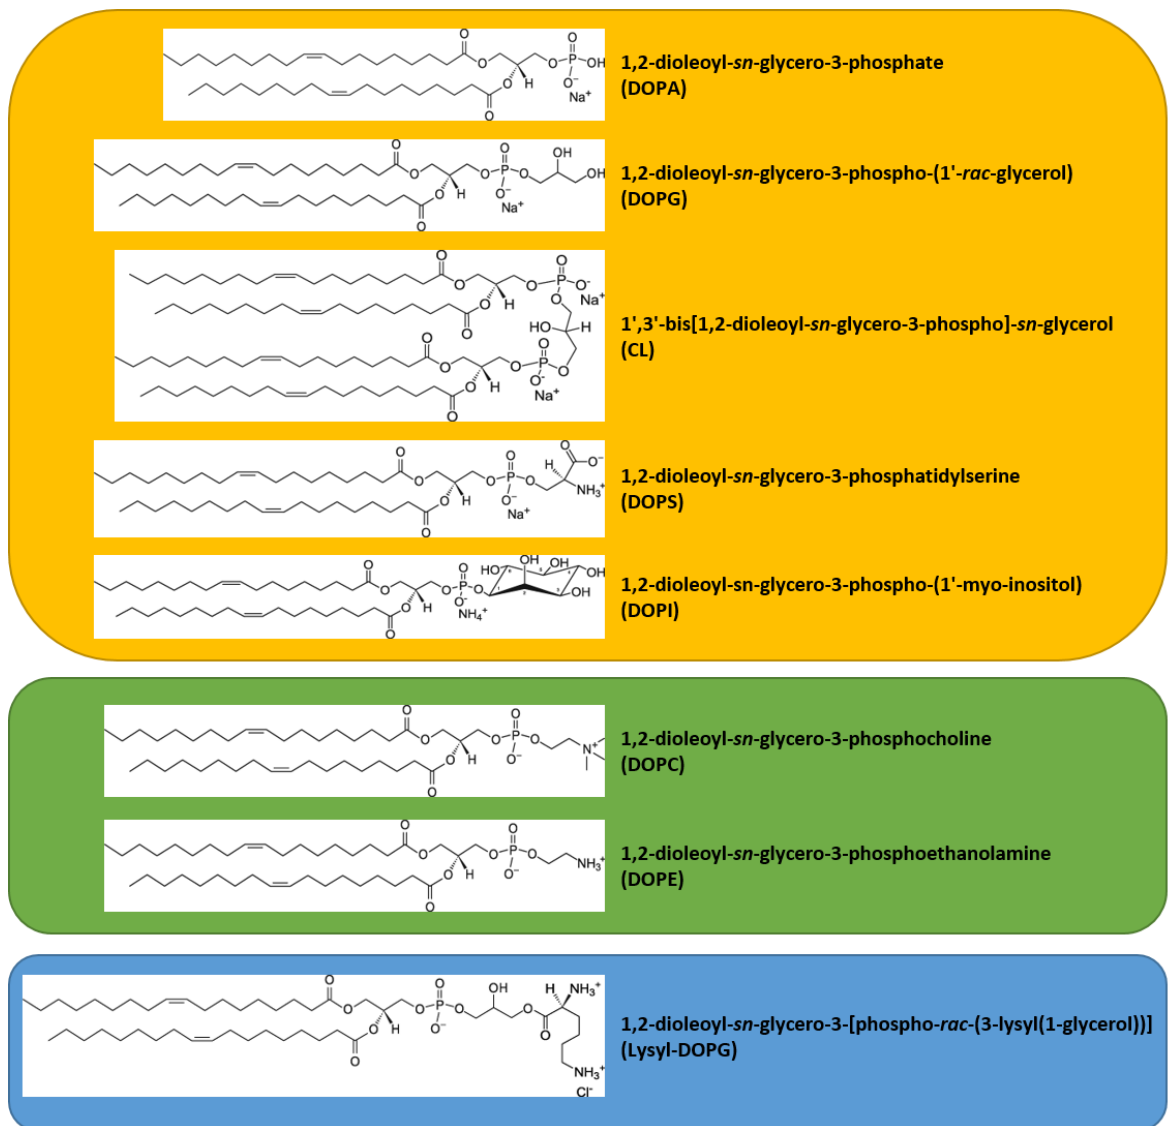 1,2-dioleoyl-sn-glycero-3-phosphate
(DOPA)
1,2-dioleoyl-sn-glycero-3-phospho-(1'-rac-glycerol)
(DOPG)
1',3'-bis[1,2-dioleoyl-sn-glycero-3-phospho]-sn-glycerol
(CL)
1,2-dioleoyl-sn-glycero-3-phosphatidylserine
(DOPS)
1,2-dioleoyl-sn-glycero-3-phospho-(1'-myo-inositol)
(DOPI)
1,2-dioleoyl-sn-glycero-3-phosphocholine
(DOPC)
1,2-dioleoyl-sn-glycero-3-phosphoethanolamine
(DOPE)
1,2-dioleoyl-sn-glycero-3-[phospho-rac-(3-lysyl(1-glycerol))]
(Lysyl-DOPG)